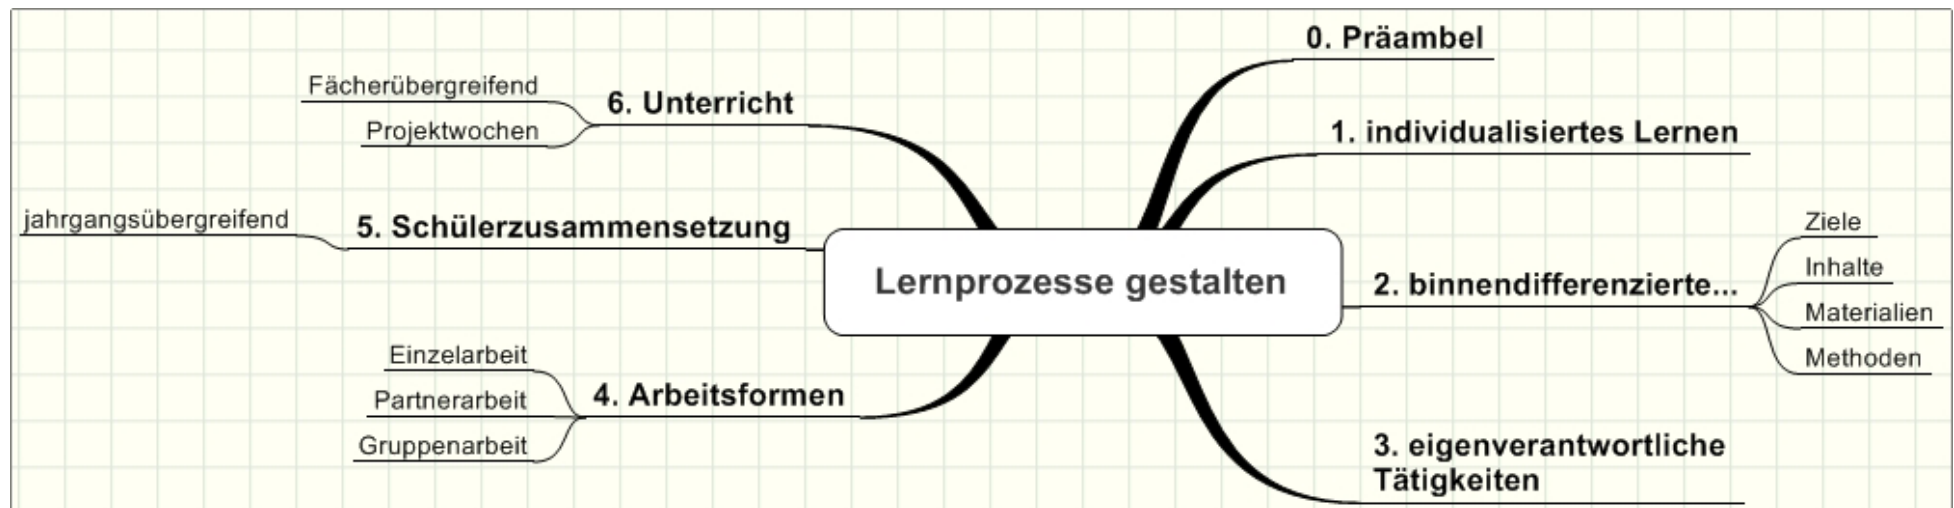 Lernprozesse gestalten
0. Präambel
1. individualisiertes Lernen
2. binnendifferenzierte...
Ziele
Inhalte
Materialien
Methoden
3. eigenverantwortliche
Tätigkeiten
4. Arbeitsformen
Einzelarbeit
Partnerarbeit
Gruppenarbeit
5. Schülerzusammensetzung
jahrgangsübergreifend
6. Unterricht
Fächerübergreifend
Projektwochen